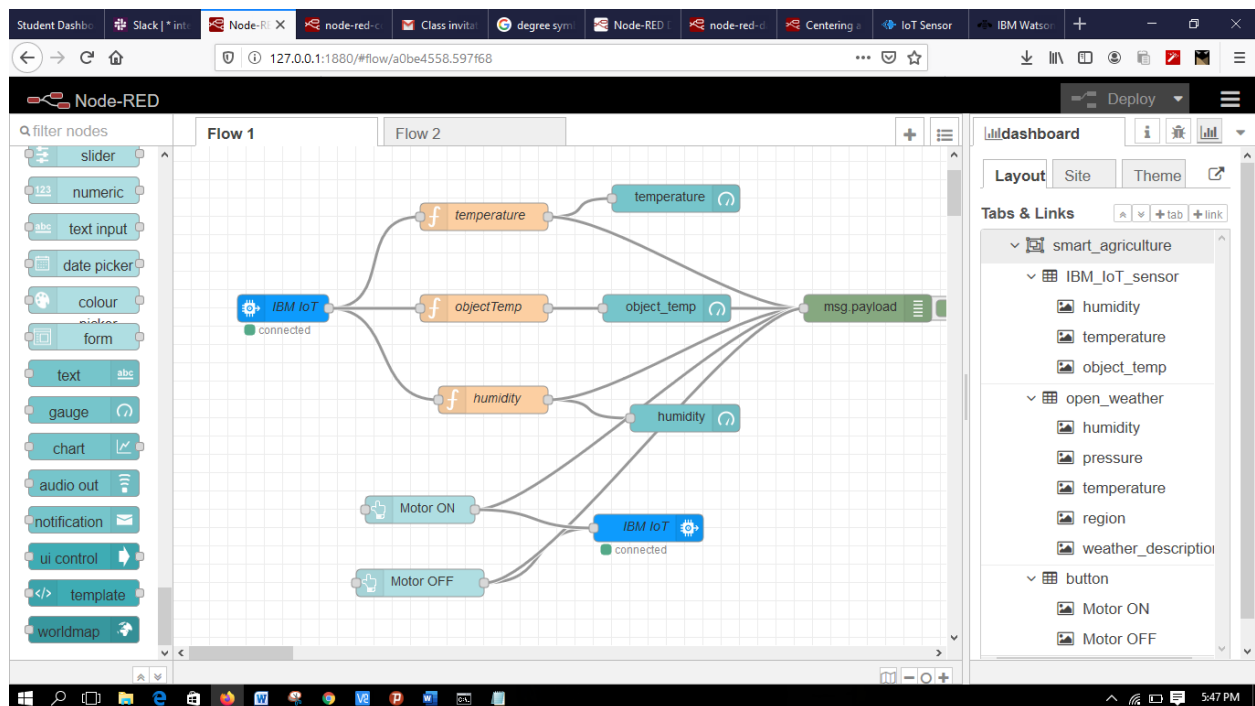 Student Dashbo
Slack | * inte
Node-RE
node-red-c
Class invitat
degree sym
Node-RED
node-red-d
Centering a
IoT Sensor
IBM Watson
127.0.0.1:1880/#flow/a0be4558.597f68
Node-RED
Deploy
filter nodes
Flow 1
Flow 2
dashboard
i
slider
123 numeric
abc text input
date picker
colour
picker
form
text abc
gauge
chart
audio out
notification
ui control
</> template
worldmap
temperature
temperature
IBM IoT
connected
objectTemp
object_temp
msg.payload
humidity
humidity
Motor ON
IBM IoT
connected
Motor OFF
Layout
Site
Theme
Tabs & Links
+tab
+link
smart_agriculture
IBM_IoT_sensor
humidity
temperature
object_temp
open_weather
humidity
pressure
temperature
region
weather_description
button
Motor ON
Motor OFF
5:47 PM